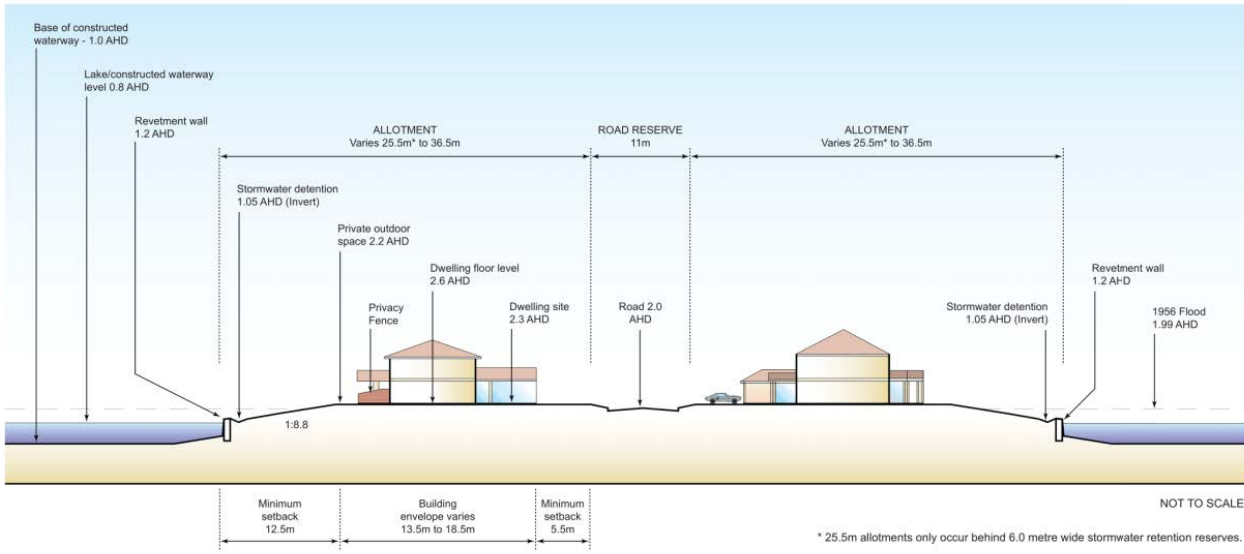 Base of constructed
waterway - 1.0 AHD
Lake/constructed waterway
level 0.8 AHD
Revetment wall
1.2 AHD
ALLOTMENT
Varies 25.5m* to 36.5m
ROAD RESERVE
11m
ALLOTMENT
Varies 25.5m* to 36.5m
Stormwater detention
1.05 AHD (Invert)
Private outdoor
space 2.2 AHD
Dwelling floor level
2.6 AHD
Privacy
Fence
Dwelling site
2.3 AHD
Road 2.0
AHD
Stormwater detention
1.05 AHD (Invert)
Revetment wall
1.2 AHD
1956 Flood
1.99 AHD
1:8.8
Minimum
setback
12.5m
Building
envelope varies
13.5m to 18.5m
Minimum
setback
5.5m
NOT TO SCALE
* 25.5m allotments only occur behind 6.0 metre wide stormwater retention reserves.